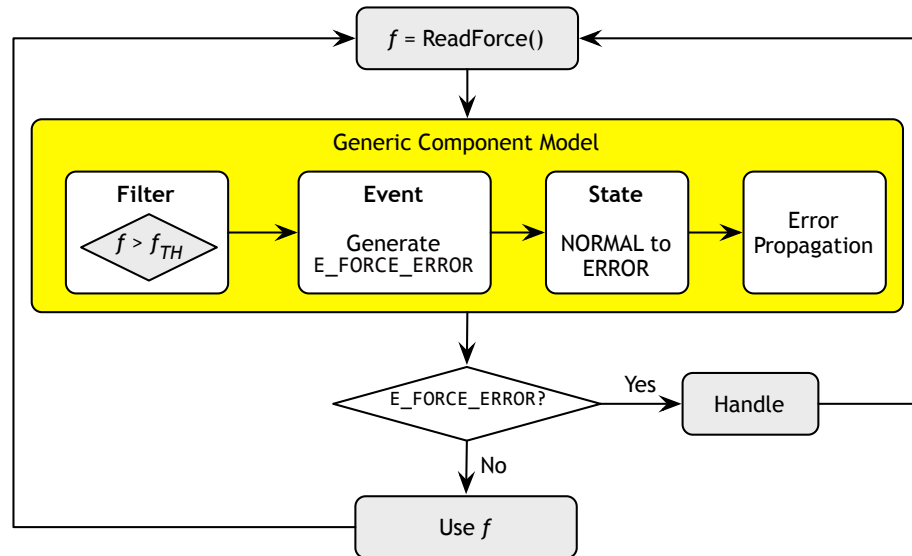 f = ReadForce()
Generic Component Model
Filter
f > fTH
Event
Generate
E_FORCE_ERROR
State
NORMAL to
ERROR
Error
Propagation
E_FORCE_ERROR?
Yes
Handle
No
Use f